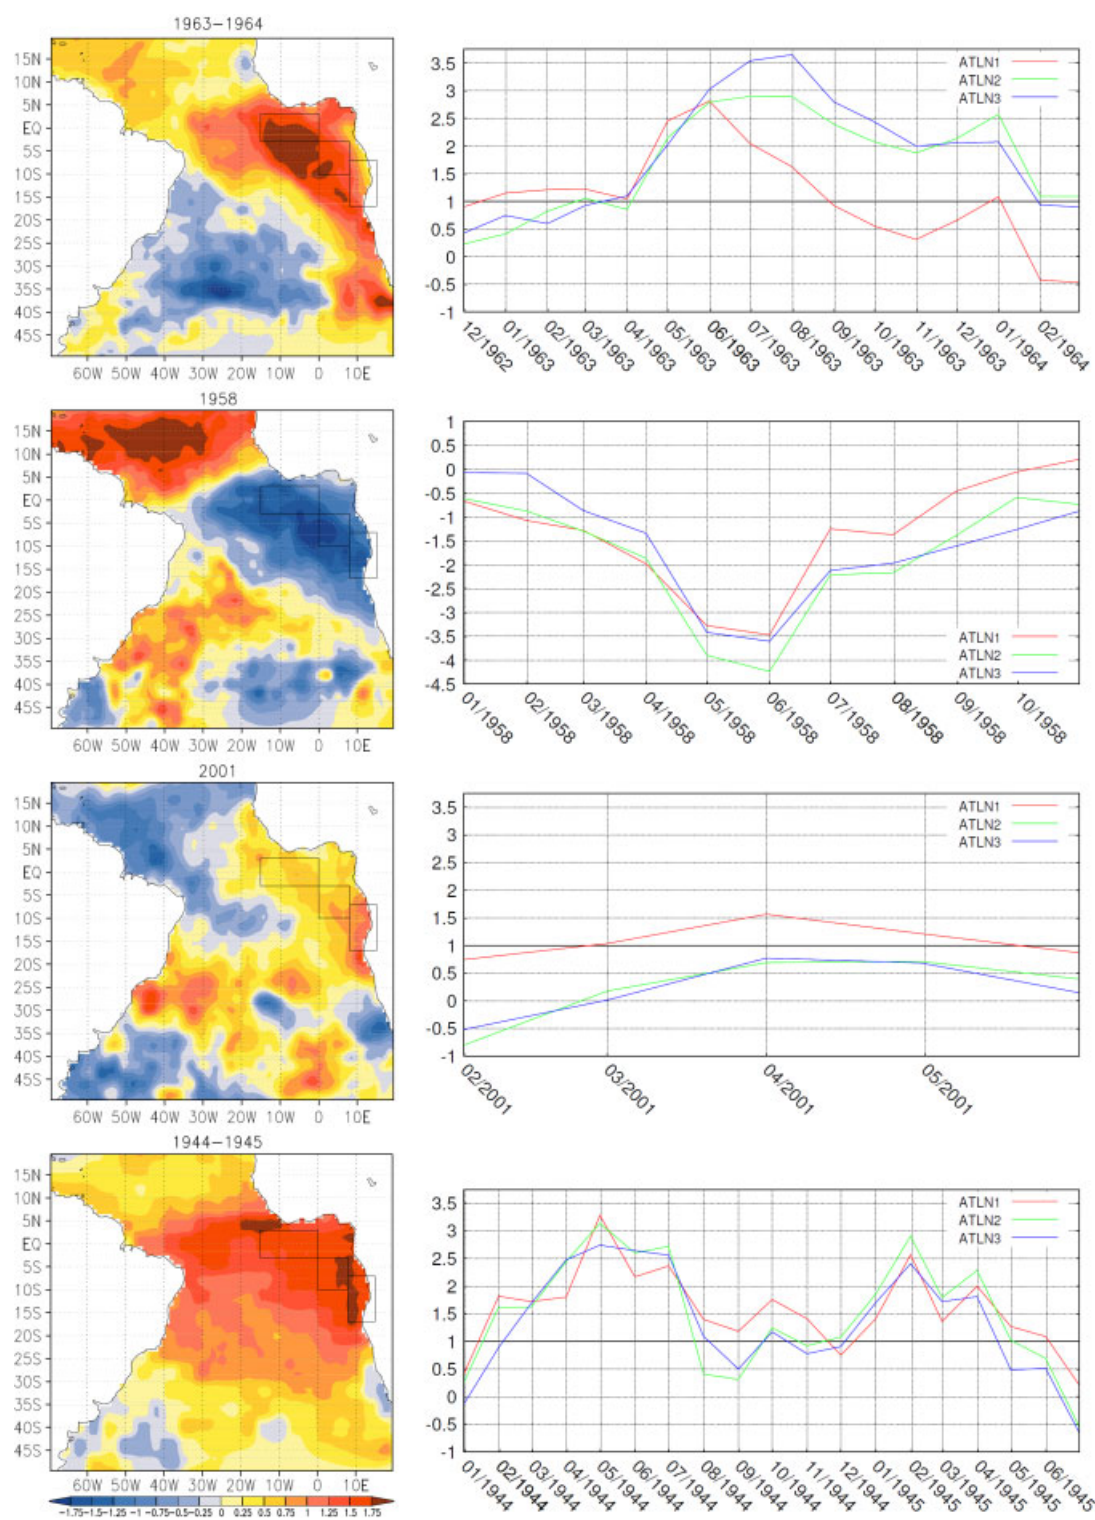 1963-1964
15N
10N
5N
EQ
5S
10S
15S
20S
25S
30S
35S
40S
45S
60W 50W 40W 30W 20W 10W 0 10E
ATLN1
ATLN2
ATLN3
3.5
3
2.5
2
1.5
1
0.5
0
-0.5
-1
12/1962 01/1963 02/1963 03/1963 04/1963 05/1963 06/1963 07/1963 08/1963 09/1963 10/1963 11/1963 12/1963 01/1964 02/1964
1958
15N
10N
5N
EQ
5S
10S
15S
20S
25S
30S
35S
40S
45S
60W 50W 40W 30W 20W 10W 0 10E
1
0.5
0
-0.5
-1
-1.5
-2
-2.5
-3
-3.5
-4
-4.5
ATLN1
ATLN2
ATLN3
01/1958 02/1958 03/1958 04/1958 05/1958 06/1958 07/1958 08/1958 09/1958 10/1958
2001
15N
10N
5N
EQ
5S
10S
15S
20S
25S
30S
35S
40S
45S
60W 50W 40W 30W 20W 10W 0 10E
ATLN1
ATLN2
ATLN3
3.5
3
2.5
2
1.5
1
0.5
0
-0.5
-1
02/2001 03/2001 04/2001 05/2001
1944-1945
15N
10N
5N
EQ
5S
10S
15S
20S
25S
30S
35S
40S
45S
60W 50W 40W 30W 20W 10W 0 10E
-1.75 -1.5 -1.25 -1 -0.75 -0.5 -0.25 0 0.25 0.5 0.75 1 1.25 1.5 1.75
ATLN1
ATLN2
ATLN3
3.5
3
2.5
2
1.5
1
0.5
0
-0.5
-1
01/1944 02/1944 03/1944 04/1944 05/1944 06/1944 07/1944 08/1944 09/1944 10/1944 11/1944 12/1944 01/1945 02/1945 03/1945 04/1945 05/1945 06/1945